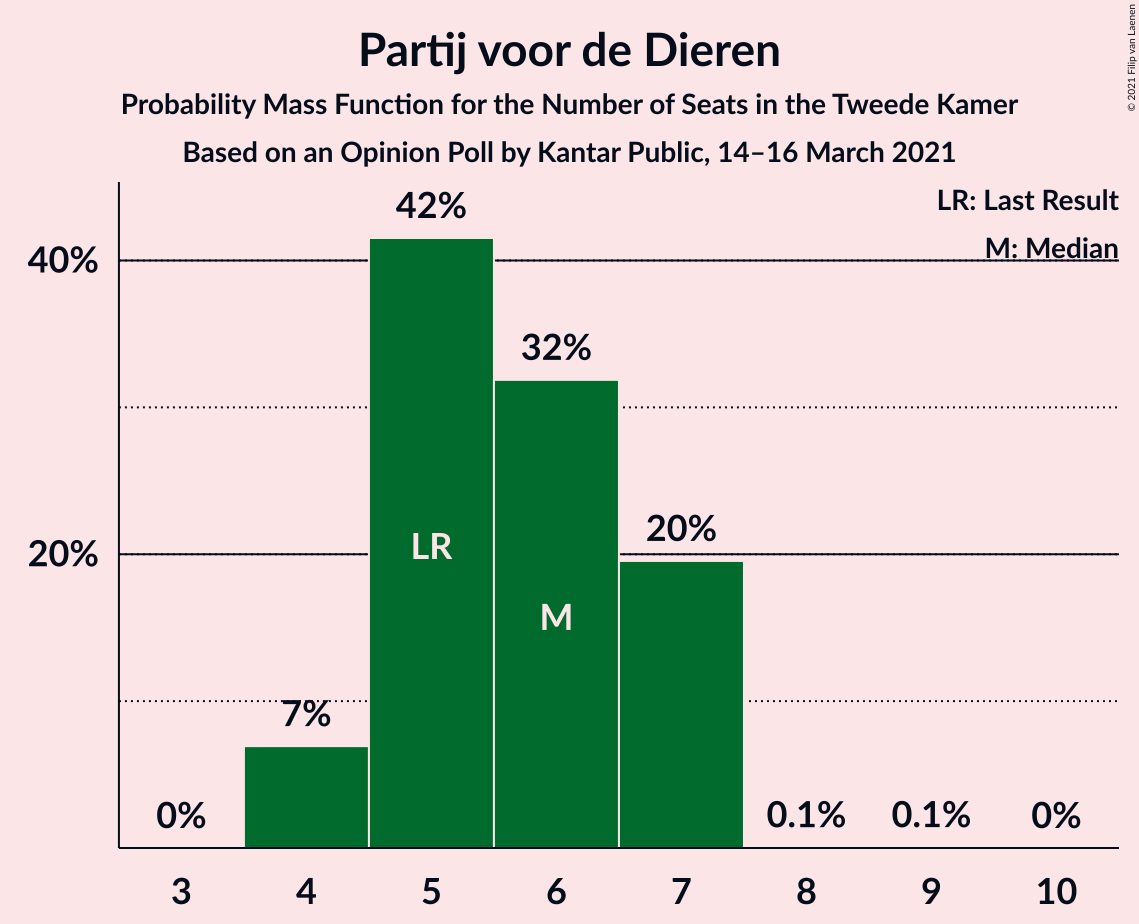 Partij voor de Dieren
Probability Mass Function for the Number of Seats in the Tweede Kamer
Based on an Opinion Poll by Kantar Public, 14–16 March 2021
© 2021 Filip van Laenen
LR: Last Result
M: Median
42%
40%
32%
20%
20%
LR
M
7%
0%
0.1%
0.1%
0%
3
4
5
6
7
8
9
10